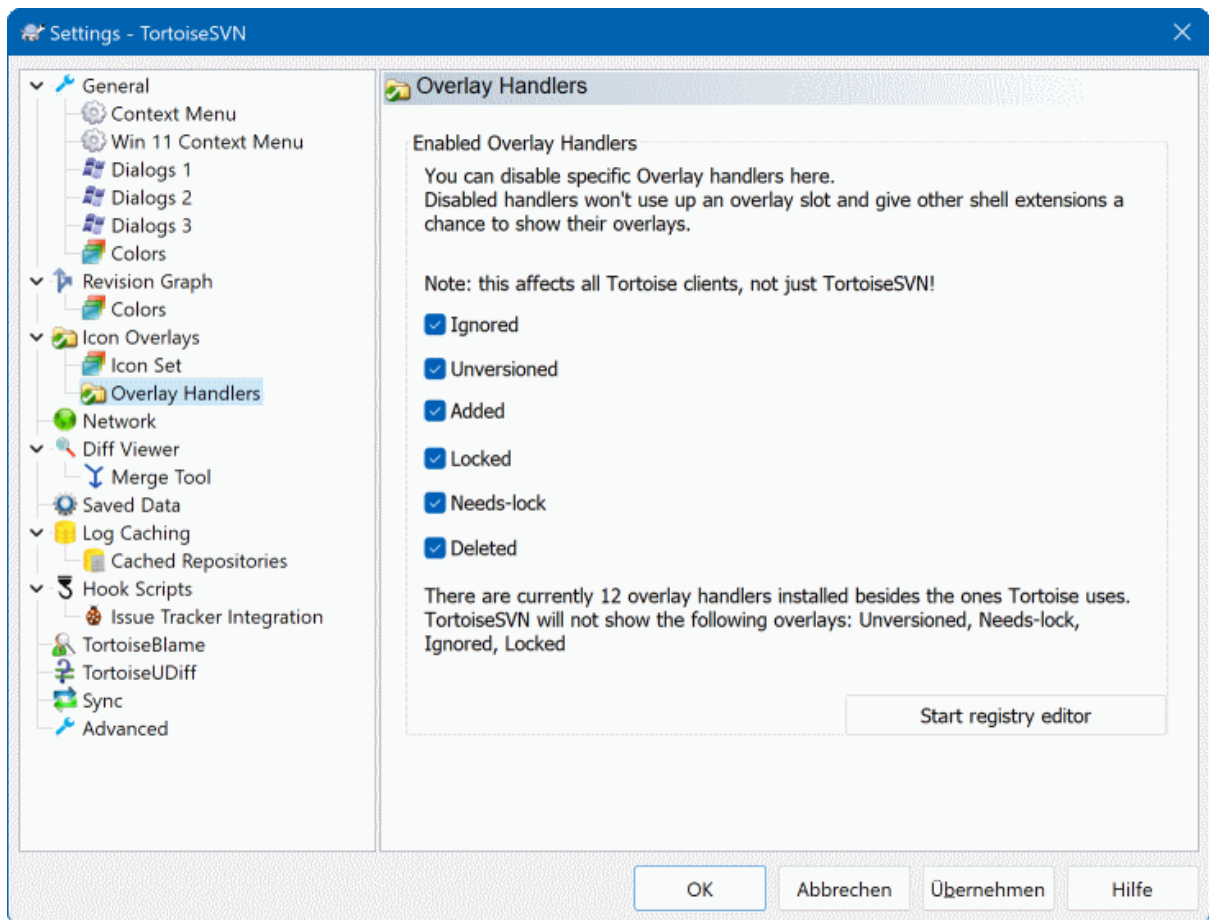 Settings - TortoiseSVN
General
Context Menu
Win 11 Context Menu
Dialogs 1
Dialogs 2
Dialogs 3
Colors
Revision Graph
Colors
Icon Overlays
Icon Set
Overlay Handlers
Network
Diff Viewer
Merge Tool
Saved Data
Log Caching
Cached Repositories
Hook Scripts
Issue Tracker Integration
TortoiseBlame
TortoiseUDiff
Sync
Advanced
Overlay Handlers
Enabled Overlay Handlers
You can disable specific Overlay handlers here.
Disabled handlers won't use up an overlay slot and give other shell extensions a
chance to show their overlays.
Note: this affects all Tortoise clients, not just TortoiseSVN!
Ignored
Unversioned
Added
Locked
Needs-lock
Deleted
There are currently 12 overlay handlers installed besides the ones Tortoise uses.
TortoiseSVN will not show the following overlays: Unversioned, Needs-lock,
Ignored, Locked
Start registry editor
OK
Abbrechen
Übernehmen
Hilfe